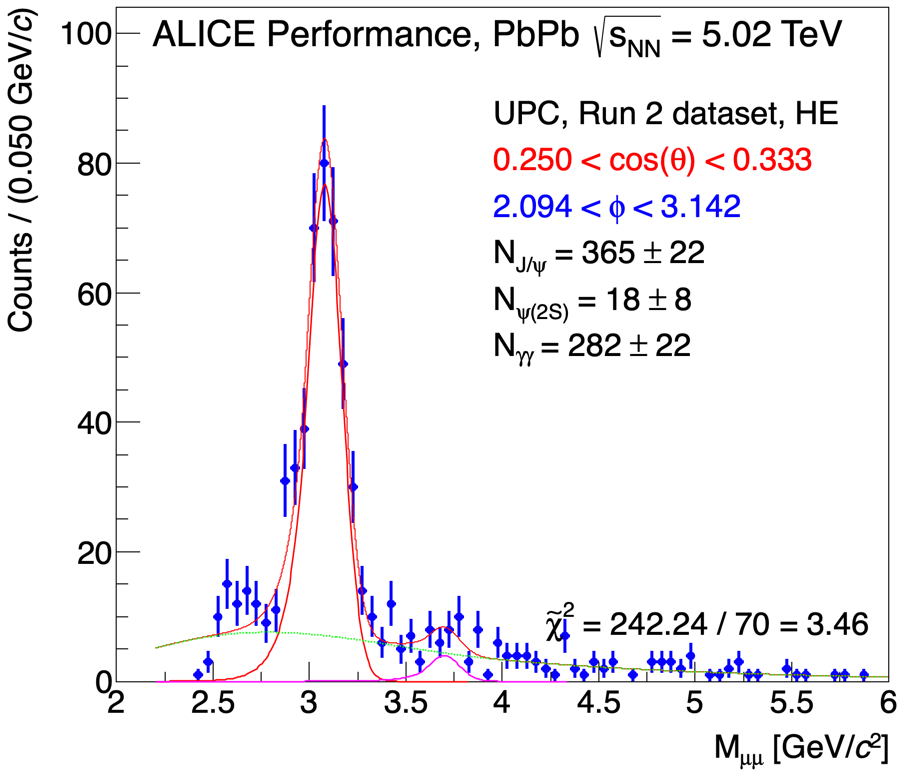 ALICE Performance, PbPb √sNN = 5.02 TeV
UPC, Run 2 dataset, HE
0.250 < cos(θ) < 0.333
2.094 < ϕ < 3.142
NJ/ψ = 365 ± 22
Nψ(2S) = 18 ± 8
Nγγ = 282 ± 22
χ̃² = 242.24 / 70 = 3.46
Counts / (0.050 GeV/c)
100
80
60
40
20
0
2 2.5 3 3.5 4 4.5 5 5.5 6
Mμμ [GeV/c²]